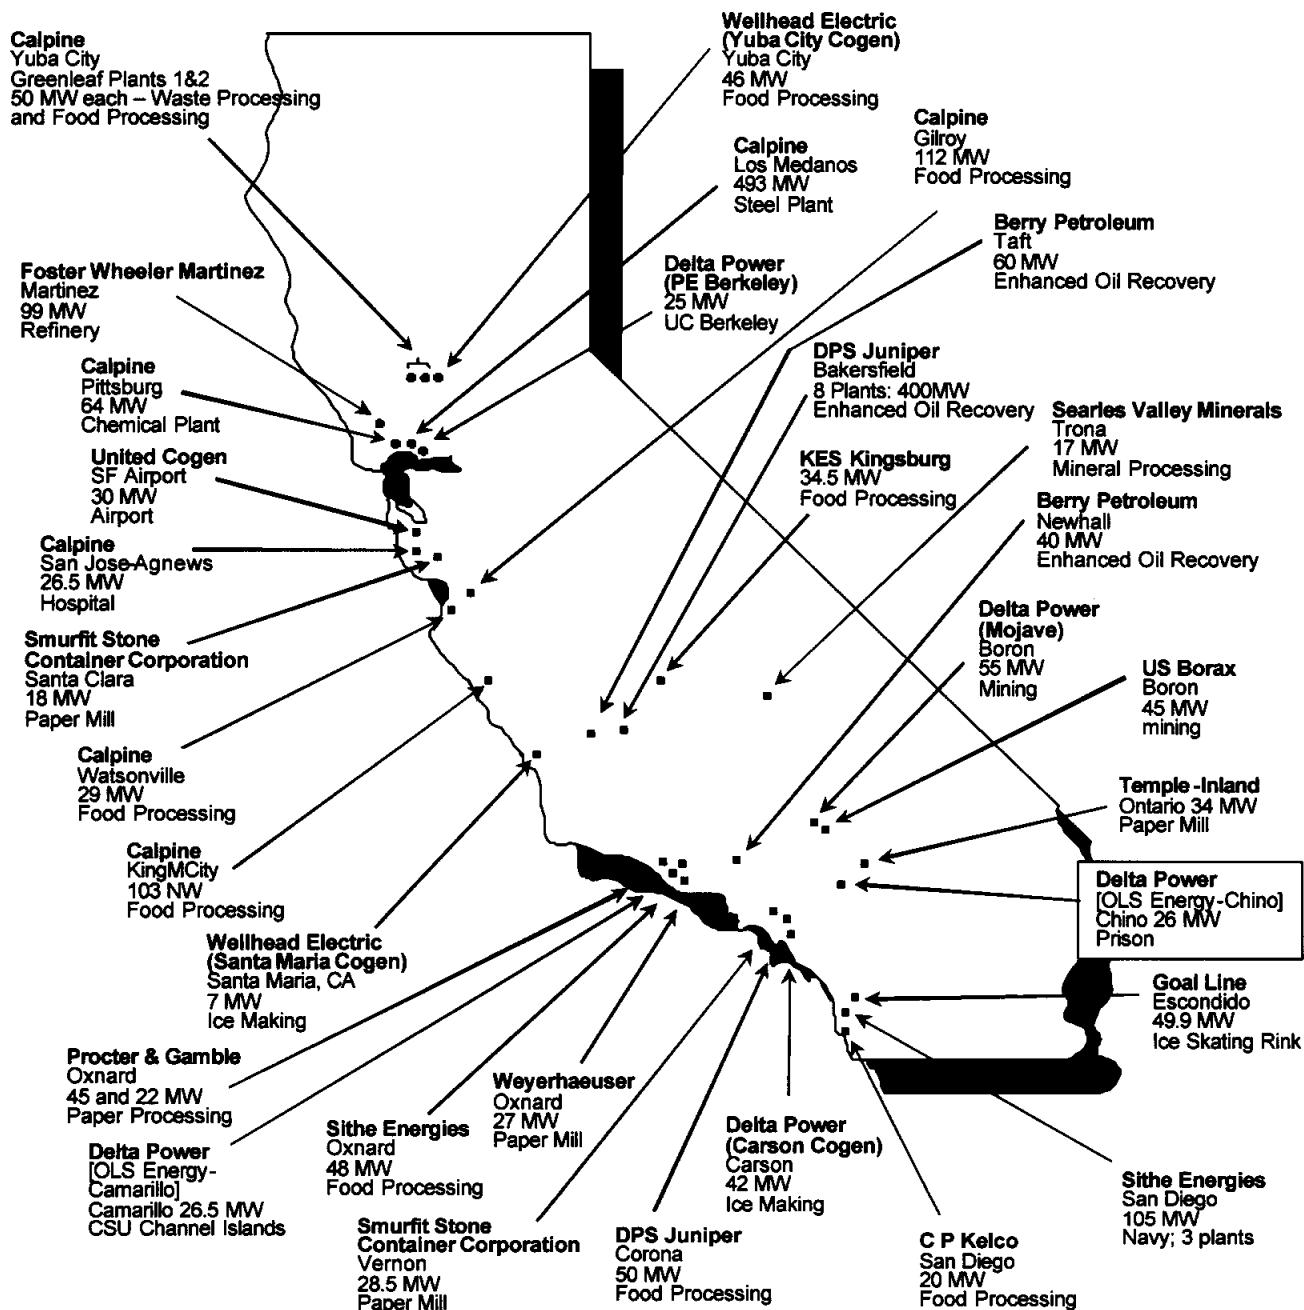 Calpine
Yuba City
Greenleaf Plants 1&2
50 MW each – Waste Processing
and Food Processing
Wellhead Electric
(Yuba City Cogen)
Yuba City
46 MW
Food Processing
Calpine
Los Medanos
493 MW
Steel Plant
Calpine
Gilroy
112 MW
Food Processing
Berry Petroleum
Taft
60 MW
Enhanced Oil Recovery
Foster Wheeler Martinez
Martinez
99 MW
Refinery
Delta Power
(PE Berkeley)
25 MW
UC Berkeley
Calpine
Pittsburg
64 MW
Chemical Plant
DPS Juniper
Bakersfield
8 Plants: 400MW
Enhanced Oil Recovery
Searles Valley Minerals
Trona
17 MW
Mineral Processing
United Cogen
SF Airport
30 MW
Airport
KES Kingsburg
34.5 MW
Food Processing
Berry Petroleum
Newhall
40 MW
Enhanced Oil Recovery
Calpine
San Jose-Agnews
26.5 MW
Hospital
Delta Power
(Mojave)
Boron
55 MW
Mining
Smurfit Stone
Container Corporation
Santa Clara
18 MW
Paper Mill
US Borax
Boron
45 MW
mining
Calpine
Watsonville
29 MW
Food Processing
Temple-Inland
Ontario 34 MW
Paper Mill
Calpine
KingMCity
103 NW
Food Processing
Delta Power
[OLS Energy-Chino]
Chino 26 MW
Prison
Wellhead Electric
(Santa Maria Cogen)
Santa Maria, CA
7 MW
Ice Making
Goal Line
Escondido
49.9 MW
Ice Skating Rink
Procter & Gamble
Oxnard
45 and 22 MW
Paper Processing
Weyerhaeuser
Oxnard
27 MW
Paper Mill
Delta Power
[OLS Energy-
Camarillo]
Camarillo 26.5 MW
CSU Channel Islands
Sithe Energies
Oxnard
48 MW
Food Processing
Delta Power
(Carson Cogen)
Carson
42 MW
Ice Making
Sithe Energies
San Diego
105 MW
Navy; 3 plants
Smurfit Stone
Container Corporation
Vernon
28.5 MW
Paper Mill
DPS Juniper
Corona
50 MW
Food Processing
C P Kelco
San Diego
20 MW
Food Processing